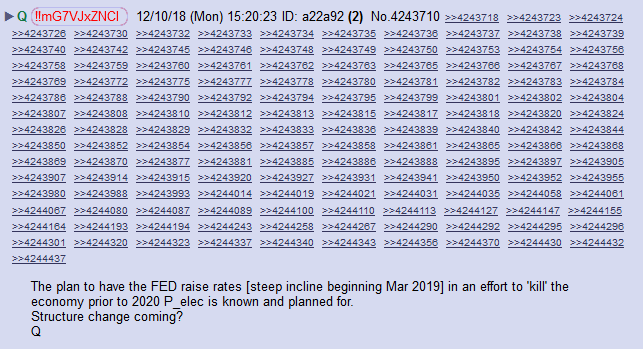 Q !!mG7VJxZNCI 12/10/18 (Mon) 15:20:23 ID: a22a92 (2) No.4243710 >>4243718 >>4243723 >>4243724
>>4243726 >>4243730 >>4243732 >>4243733 >>4243734 >>4243735 >>4243736 >>4243737 >>4243738 >>4243739
>>4243740 >>4243742 >>4243745 >>4243746 >>4243748 >>4243749 >>4243750 >>4243753 >>4243754 >>4243756
>>4243757 >>4243759 >>4243760 >>4243761 >>4243762 >>4243763 >>4243765 >>4243766 >>4243767 >>4243768
>>4243769 >>4243772 >>4243775 >>4243777 >>4243778 >>4243780 >>4243781 >>4243782 >>4243783 >>4243784
>>4243786 >>4243788 >>4243790 >>4243792 >>4243794 >>4243795 >>4243799 >>4243801 >>4243802 >>4243804
>>4243807 >>4243808 >>4243810 >>4243812 >>4243813 >>4243815 >>4243817 >>4243818 >>4243820 >>4243824
>>4243826 >>4243828 >>4243829 >>4243832 >>4243833 >>4243836 >>4243839 >>4243840 >>4243842 >>4243844
>>4243850 >>4243852 >>4243854 >>4243856 >>4243857 >>4243858 >>4243861 >>4243865 >>4243866 >>4243868
>>4243869 >>4243870 >>4243877 >>4243881 >>4243885 >>4243886 >>4243888 >>4243895 >>4243897 >>4243905
>>4243907 >>4243914 >>4243915 >>4243920 >>4243927 >>4243931 >>4243941 >>4243950 >>4243952 >>4243955
>>4243980 >>4243988 >>4243993 >>4244014 >>4244019 >>4244021 >>4244031 >>4244035 >>4244058 >>4244061
>>4244067 >>4244080 >>4244087 >>4244089 >>4244100 >>4244110 >>4244113 >>4244127 >>4244147 >>4244155
>>4244164 >>4244193 >>4244194 >>4244243 >>4244258 >>4244267 >>4244290 >>4244292 >>4244295 >>4244296
>>4244301 >>4244320 >>4244323 >>4244337 >>4244340 >>4244343 >>4244356 >>4244370 >>4244430 >>4244432
>>4244437
The plan to have the FED raise rates [steep incline beginning Mar 2019] in an effort to 'kill' the
economy prior to 2020 P_elec is known and planned for.
Structure change coming?
Q